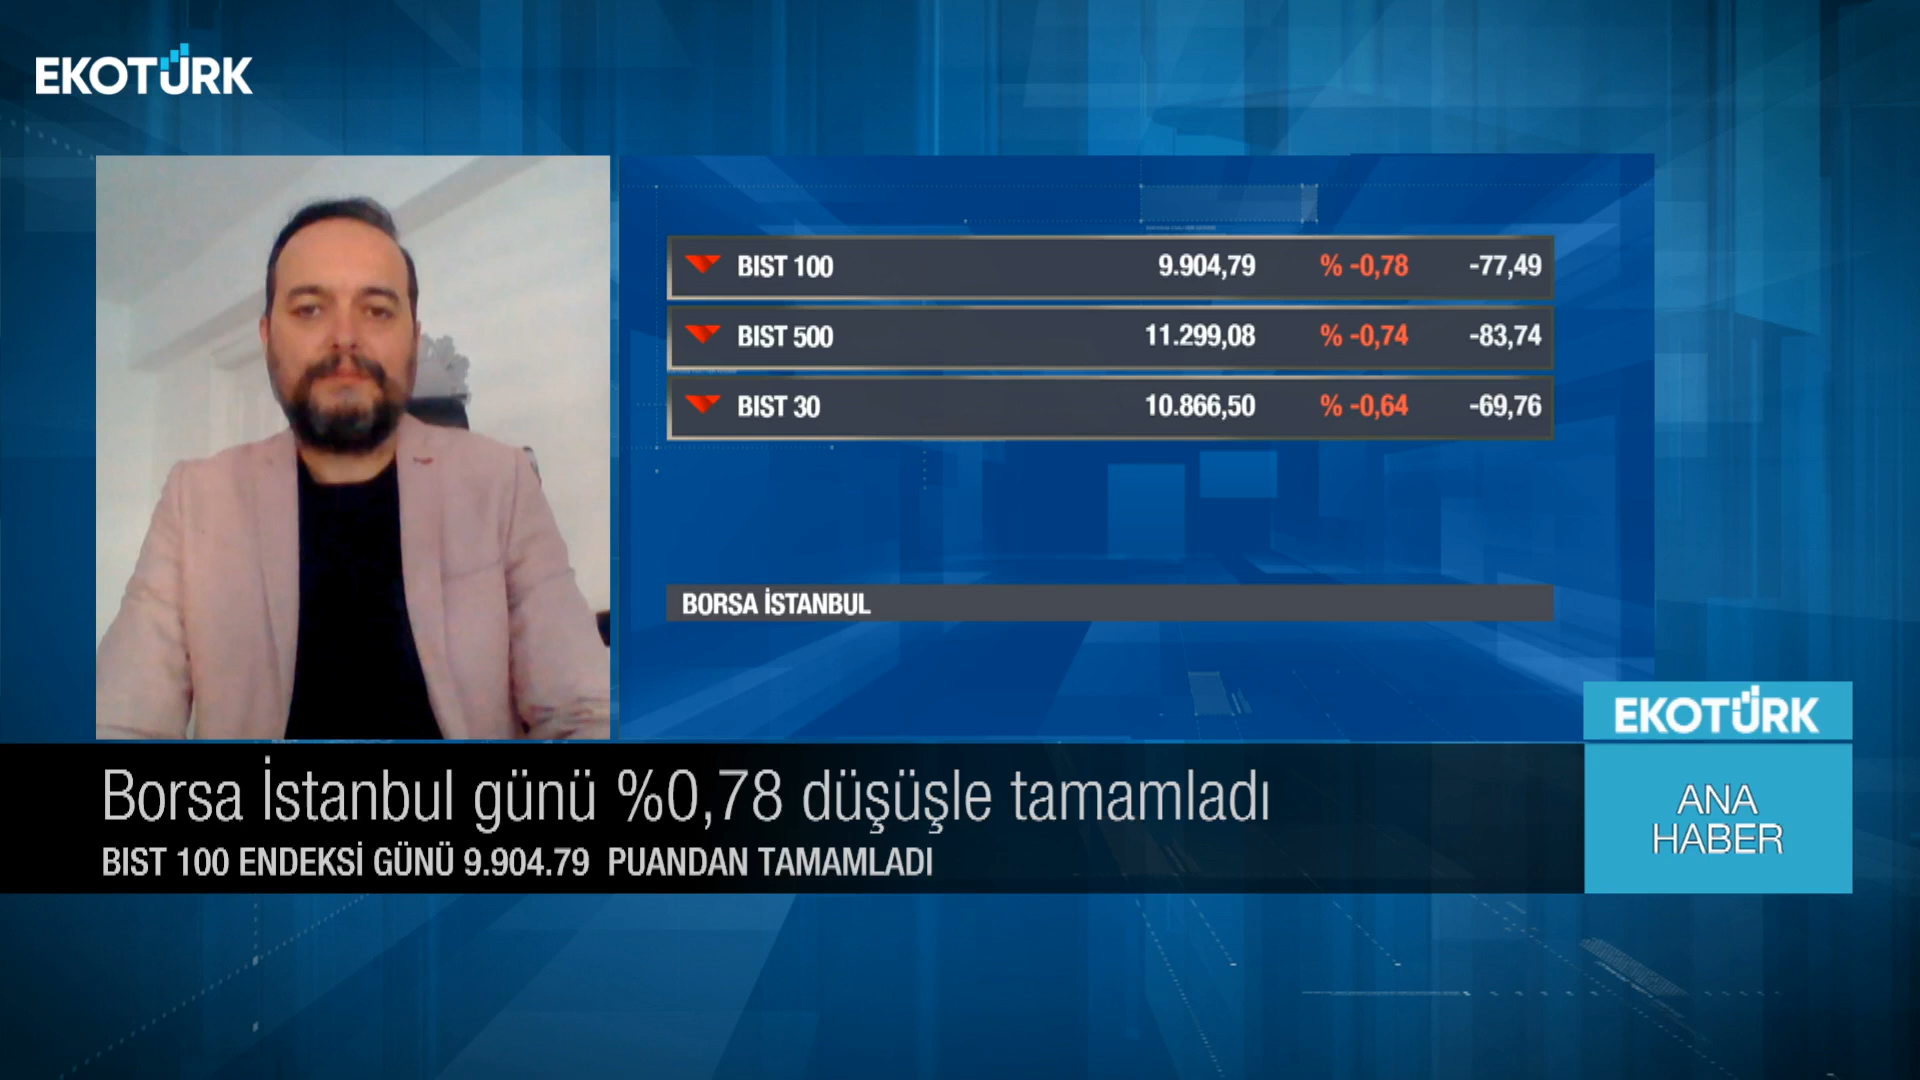 EKOTÜRK
BIST 100 9.904,79 % -0,78 -77,49
BIST 500 11.299,08 % -0,74 -83,74
BIST 30 10.866,50 % -0,64 -69,76
BORSA İSTANBUL
EKOTÜRK
Borsa İstanbul günü %0,78 düşüşle tamamladı
BIST 100 ENDEKSİ GÜNÜ 9.904.79 PUANDAN TAMAMLADI
ANA
HABER